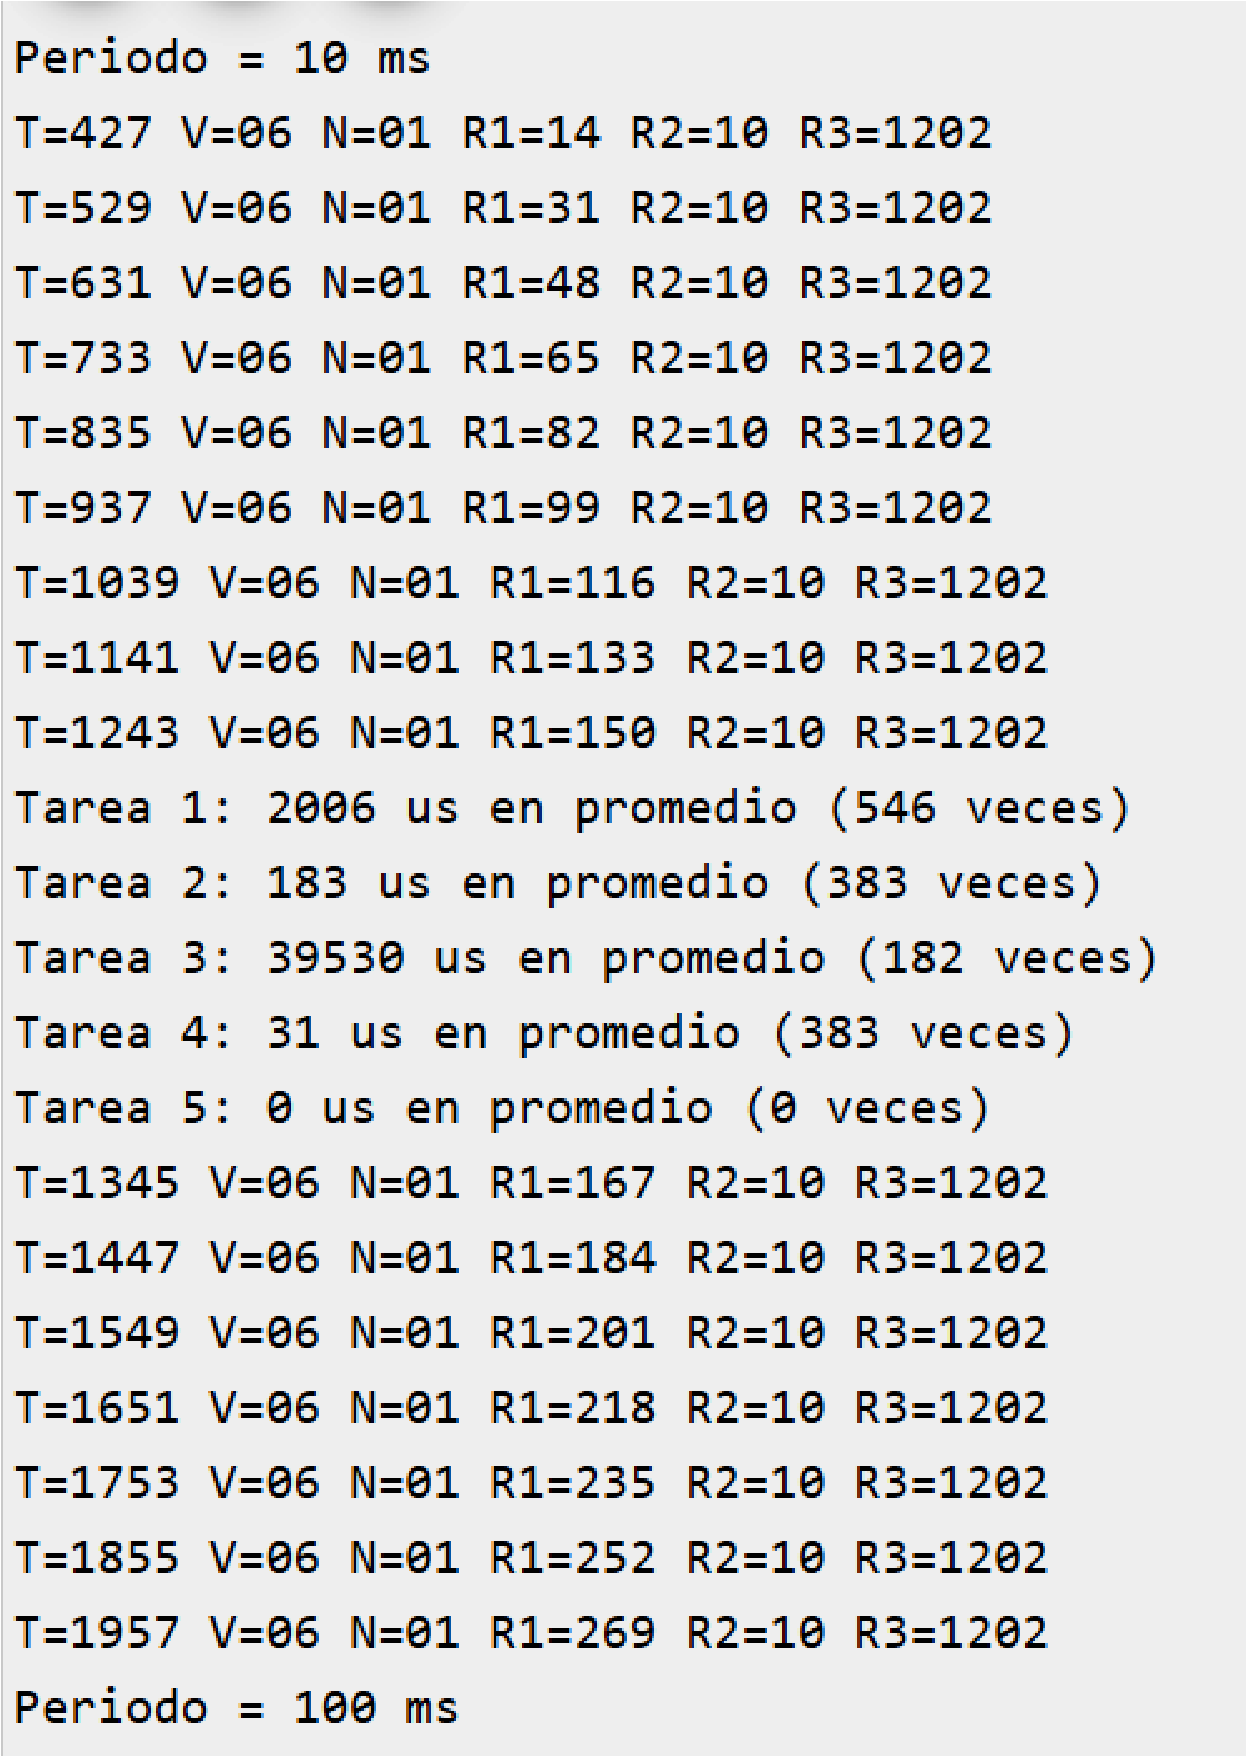 Periodo = 10 ms
T=427 V=06 N=01 R1=14 R2=10 R3=1202
T=529 V=06 N=01 R1=31 R2=10 R3=1202
T=631 V=06 N=01 R1=48 R2=10 R3=1202
T=733 V=06 N=01 R1=65 R2=10 R3=1202
T=835 V=06 N=01 R1=82 R2=10 R3=1202
T=937 V=06 N=01 R1=99 R2=10 R3=1202
T=1039 V=06 N=01 R1=116 R2=10 R3=1202
T=1141 V=06 N=01 R1=133 R2=10 R3=1202
T=1243 V=06 N=01 R1=150 R2=10 R3=1202
Tarea 1: 2006 us en promedio (546 veces)
Tarea 2: 183 us en promedio (383 veces)
Tarea 3: 39530 us en promedio (182 veces)
Tarea 4: 31 us en promedio (383 veces)
Tarea 5: 0 us en promedio (0 veces)
T=1345 V=06 N=01 R1=167 R2=10 R3=1202
T=1447 V=06 N=01 R1=184 R2=10 R3=1202
T=1549 V=06 N=01 R1=201 R2=10 R3=1202
T=1651 V=06 N=01 R1=218 R2=10 R3=1202
T=1753 V=06 N=01 R1=235 R2=10 R3=1202
T=1855 V=06 N=01 R1=252 R2=10 R3=1202
T=1957 V=06 N=01 R1=269 R2=10 R3=1202
Periodo = 100 ms